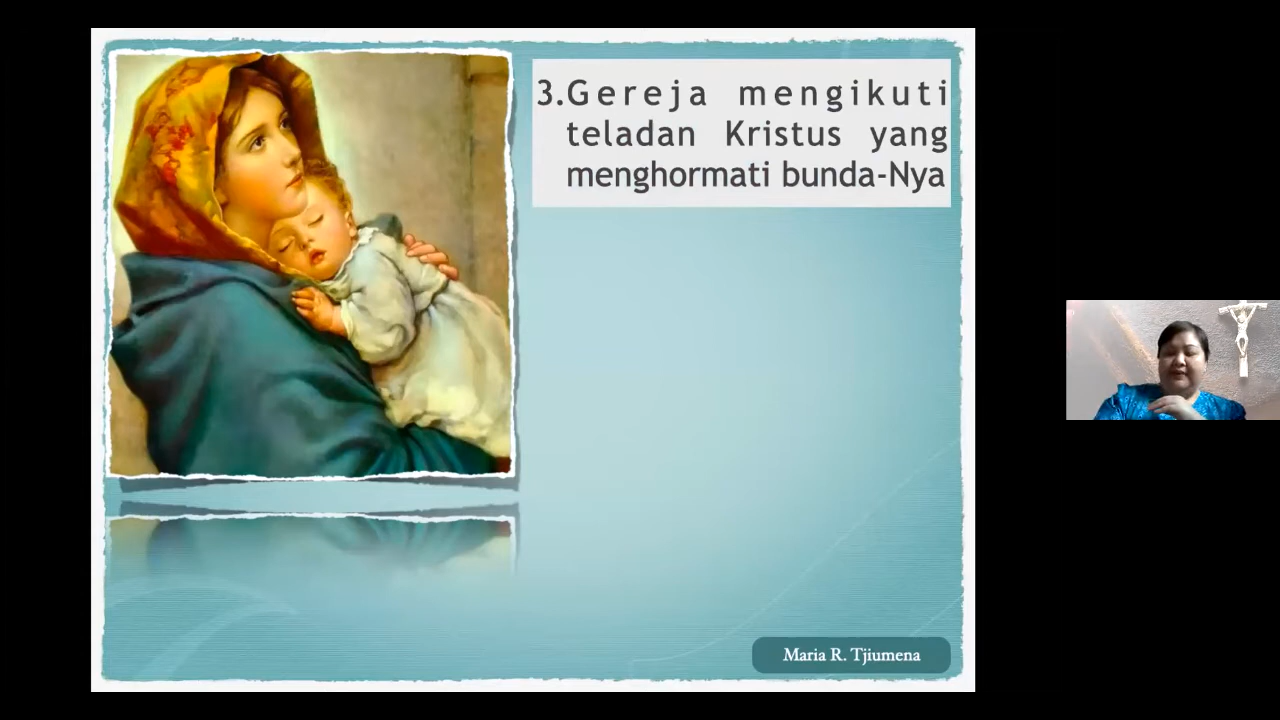 3.Gereja mengikuti
teladan Kristus yang
menghormati bunda-Nya
Maria R. Tjiumena